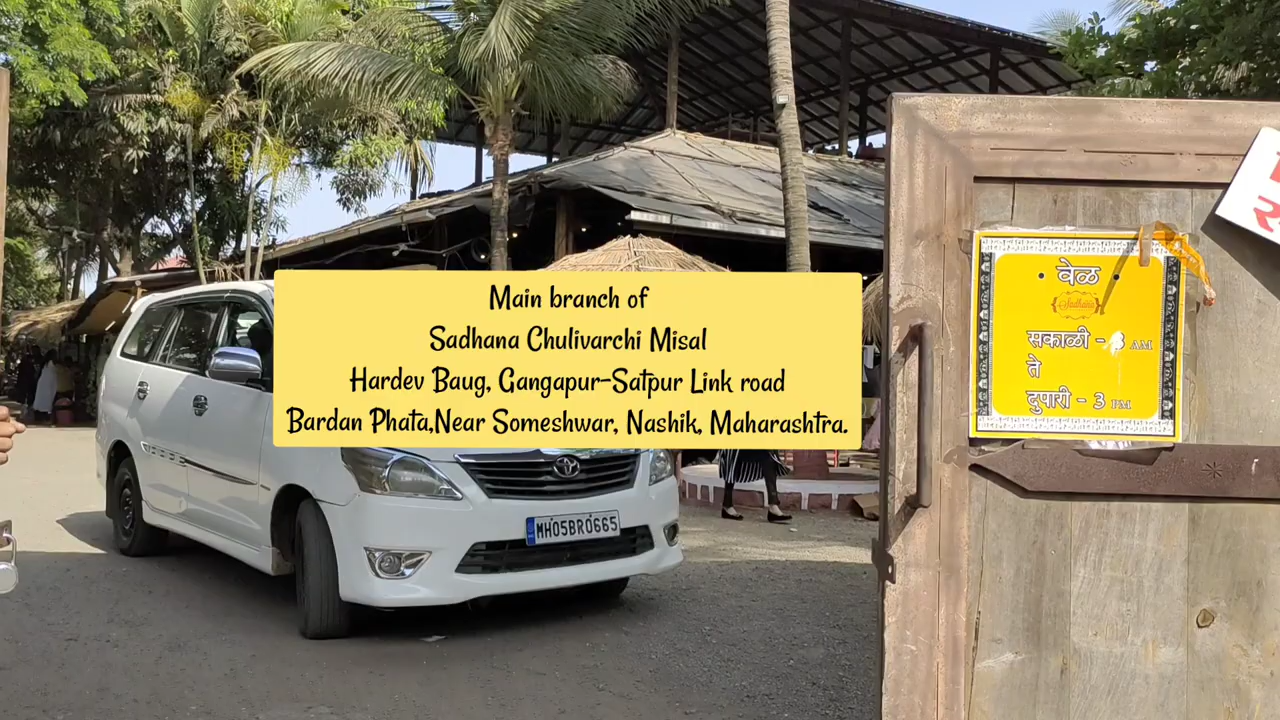 Main branch of
Sadhana Chulivarchi Misal
Hardev Baug, Gangapur-Satpur Link road
Bardan Phata,Near Someshwar, Nashik, Maharashtra.
MH05BR0665
• वेळ •
Sadhana
सकाळी - 8 AM
ते
दुपारी - 3 PM